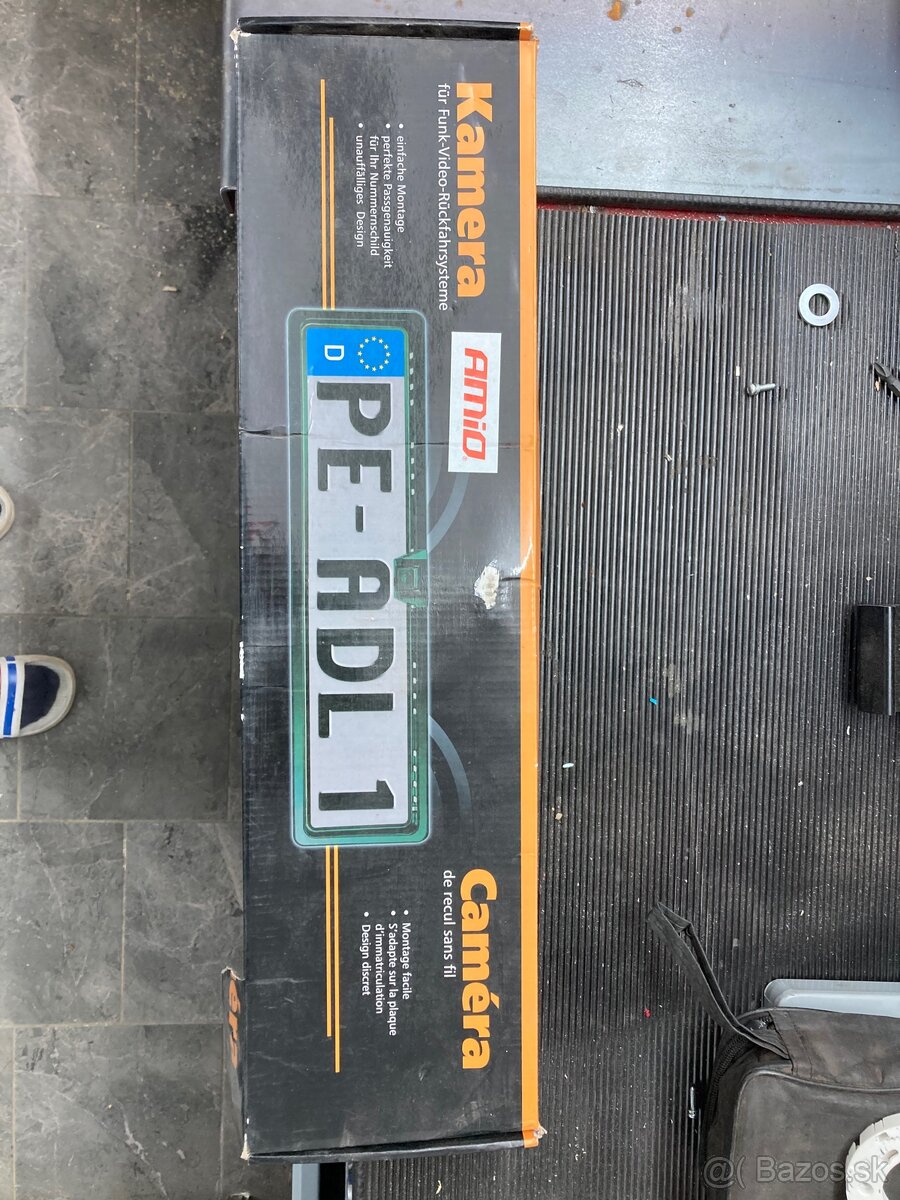 Kamera
für Funk-Video-Rückfahrsysteme
• einfache Montage
• perfekte Passgenauigkeit
für Ihr Nummernschild
• unauffälliges Design
AMiO®
D
PE-ADL 1
Caméra
de recul sans fil
• Montage facile
• S'adapte sur la plaque
d'immatriculation
• Design discret
éra
@( Bazos.sk